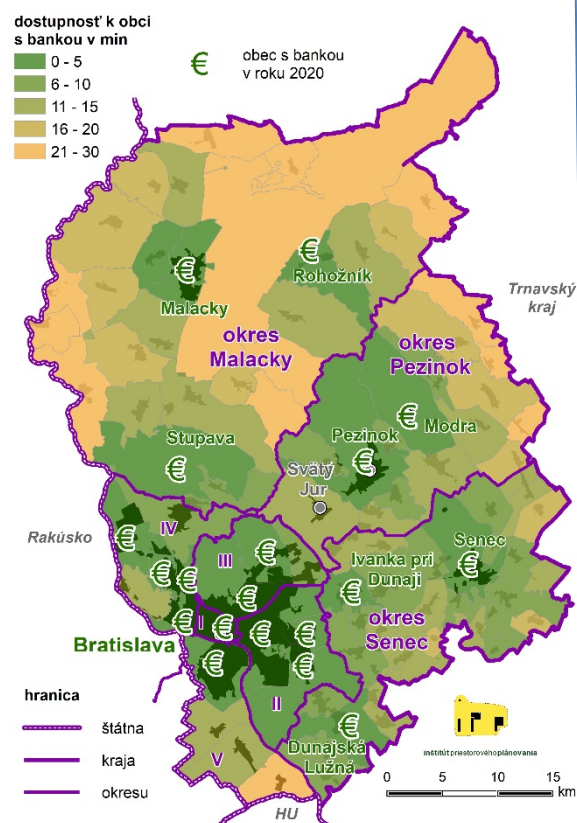 dostupnosť k obci
s bankou v min
0 - 5
6 - 10
11 - 15
16 - 20
21 - 30
€ obec s bankou
v roku 2020
€
Rohožník
€
Malacky
Trnavský
kraj
okres
Malacky
okres
Pezinok
€
Modra
Stupava
€
Pezinok
€
Svätý
Jur
Rakúsko
IV
€
III
€
Senec
€
Ivanka pri
Dunaji
€
€
€
€
okres
Senec
I
€
€
€
€
Bratislava
€
€
II
€
Dunajská
Lužná
V
hranica
štátna
kraja
okresu
HU
inštitút priestorového plánovania
0 5 10 15
km